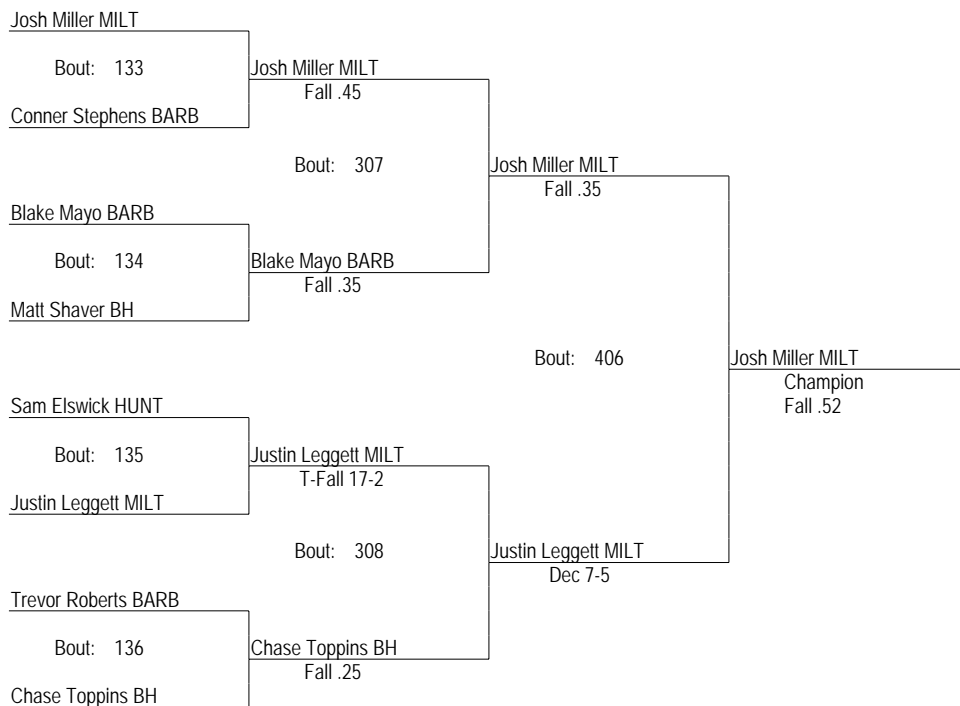 Josh Miller MILT
Bout: 133
Josh Miller MILT
Fall .45
Conner Stephens BARB
Bout: 307
Josh Miller MILT
Fall .35
Blake Mayo BARB
Bout: 134
Blake Mayo BARB
Fall .35
Matt Shaver BH
Bout: 406
Josh Miller MILT
Champion
Fall .52
Sam Elswick HUNT
Bout: 135
Justin Leggett MILT
T-Fall 17-2
Justin Leggett MILT
Bout: 308
Justin Leggett MILT
Dec 7-5
Trevor Roberts BARB
Bout: 136
Chase Toppins BH
Fall .25
Chase Toppins BH